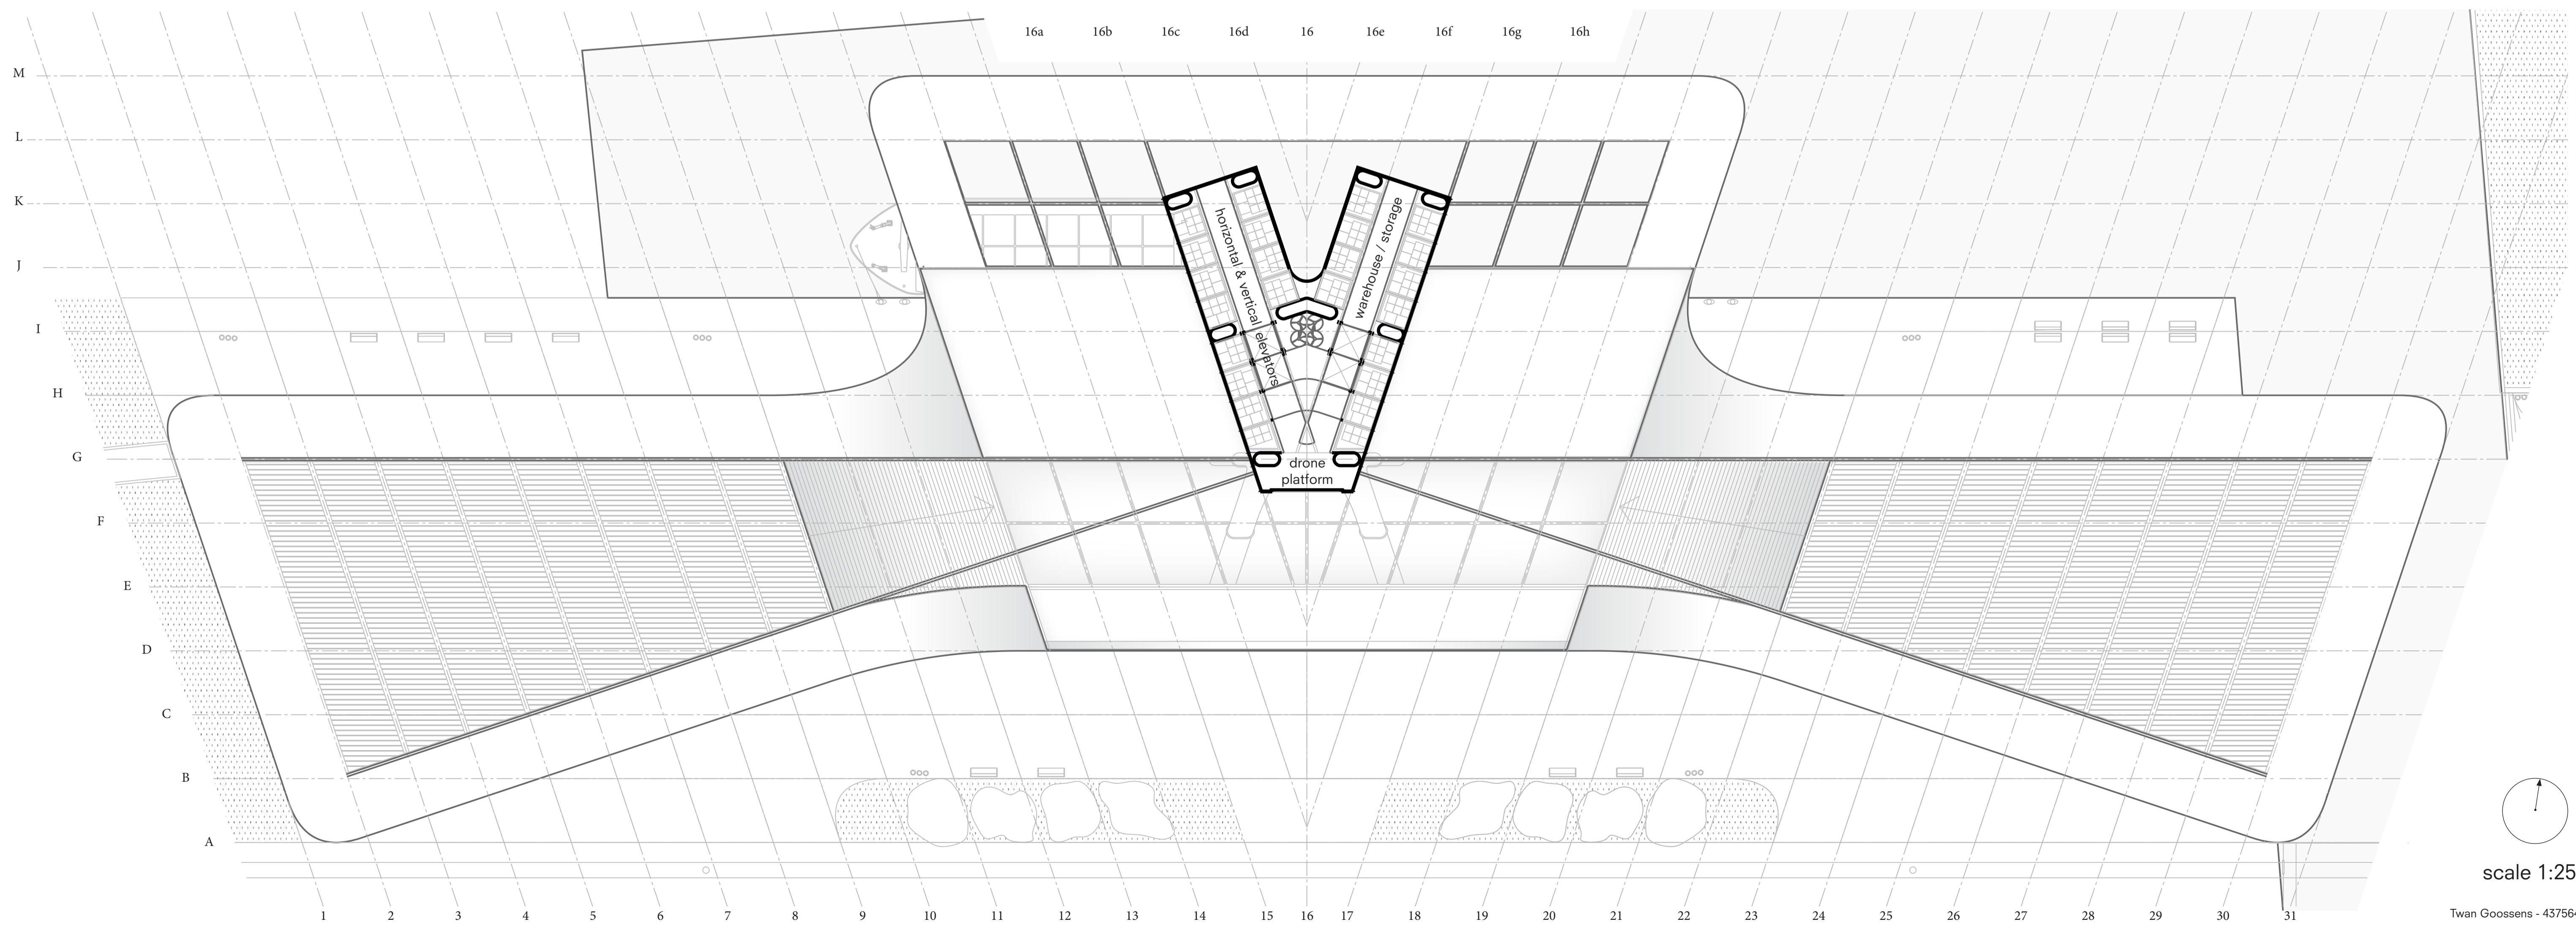 16a 16b 16c 16d 16 16e 16f 16g 16h
M
L
K
J
I
H
G
F
E
D
C
B
A
horizontal & vertical elevators
warehouse / storage
drone
platform
1 2 3 4 5 6 7 8 9 10 11 12 13 14 15 16 17 18 19 20 21 22 23 24 25 26 27 28 29 30 31
scale 1:25
Twan Goossens - 43756